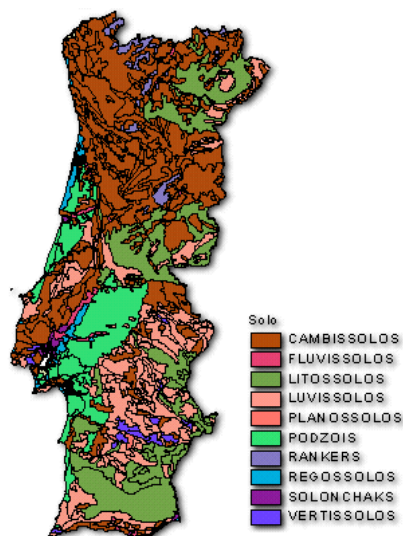 Solo
CAMBISSOLOS
FLUVISSOLOS
LITOSSOLOS
LUVISSOLOS
PLANOSSOLOS
PODZOIS
RANKERS
REGOSSOLOS
SOLONCHAKS
VERTISSOLOS